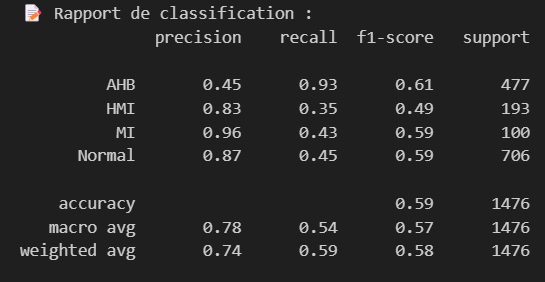 📝 Rapport de classification :
precision recall f1-score support
AHB 0.45 0.93 0.61 477
HMI 0.83 0.35 0.49 193
MI 0.96 0.43 0.59 100
Normal 0.87 0.45 0.59 706
accuracy 0.59 1476
macro avg 0.78 0.54 0.57 1476
weighted avg 0.74 0.59 0.58 1476